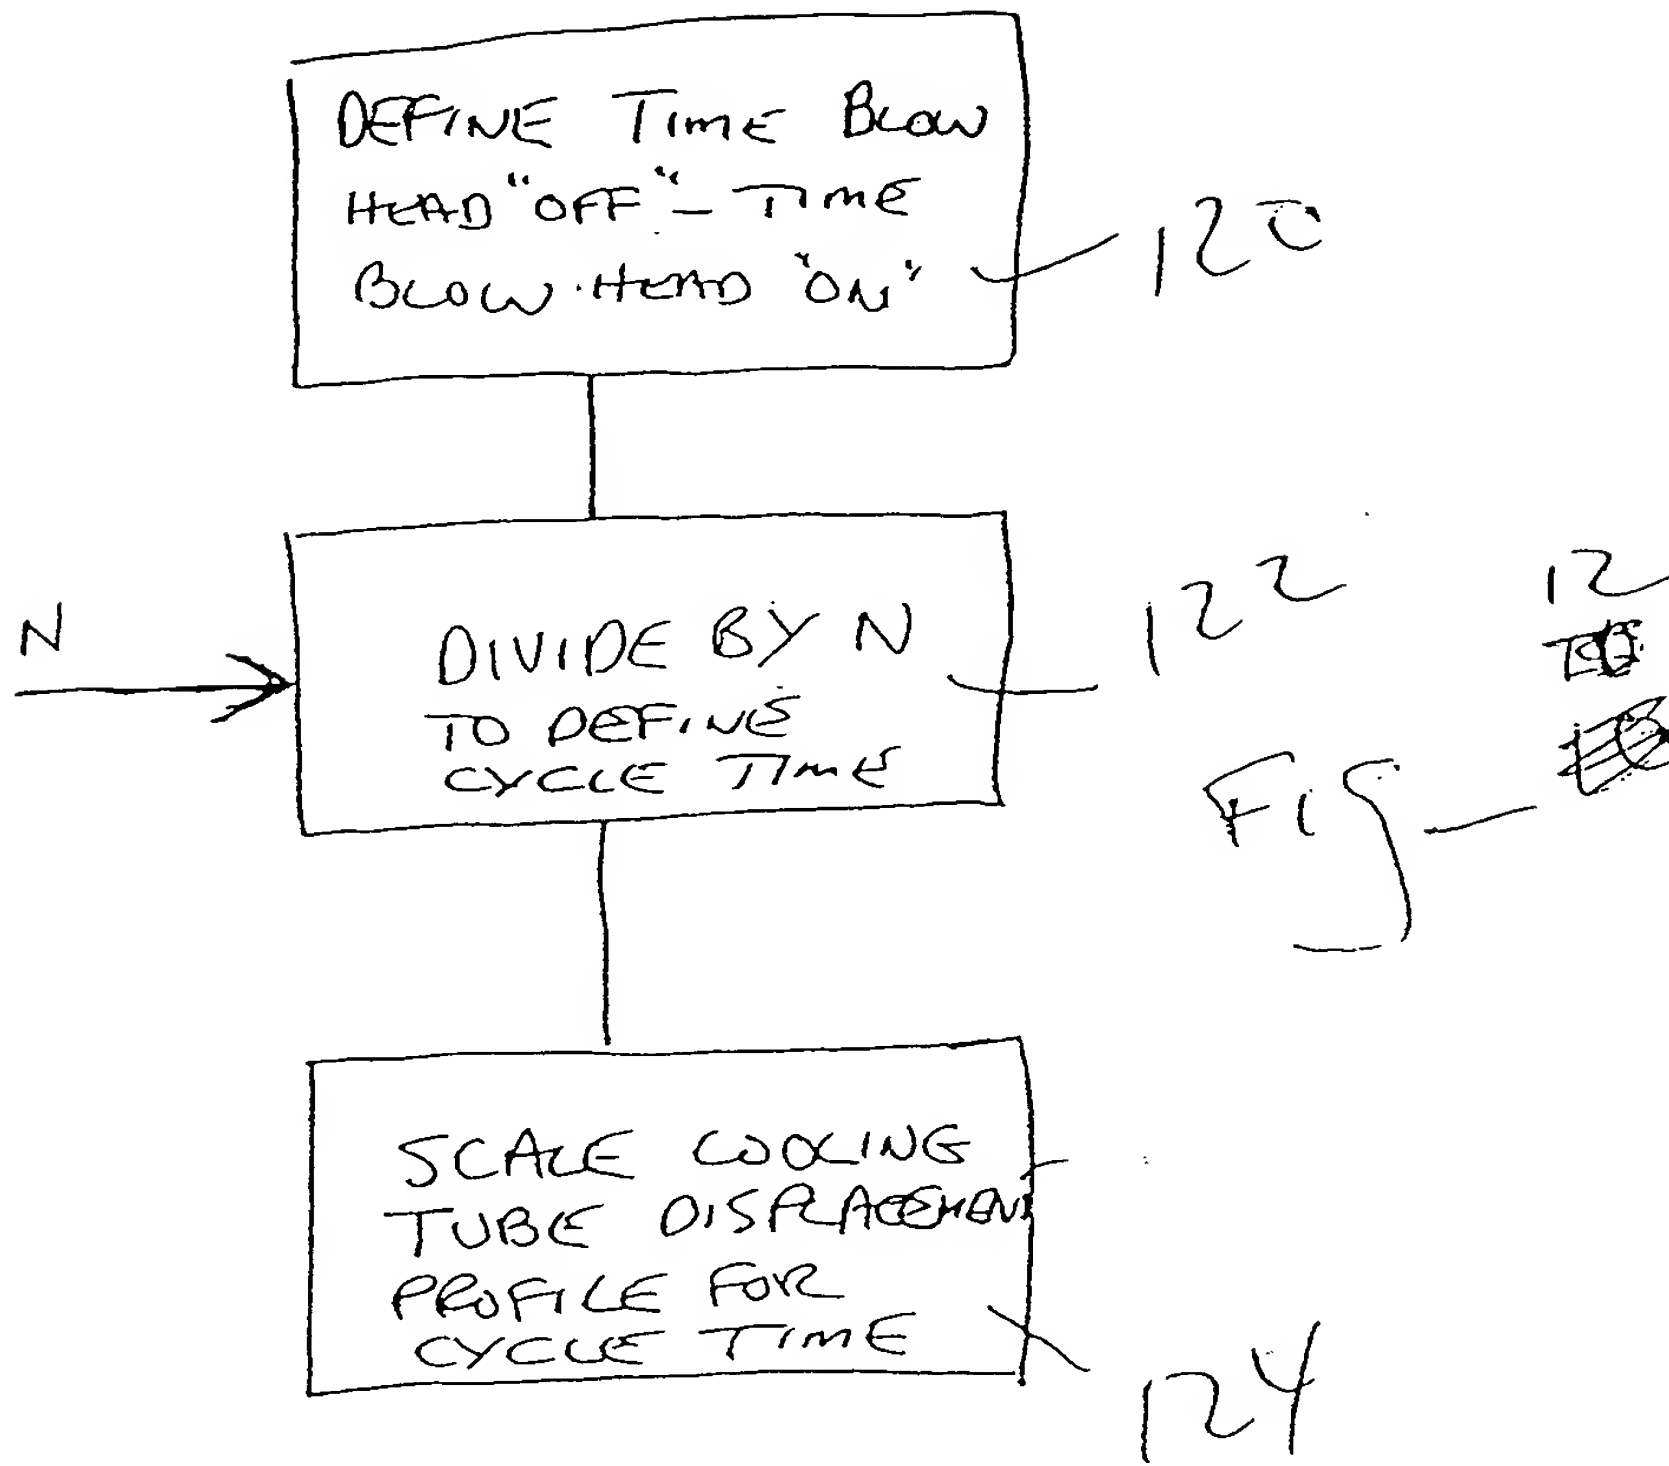 DEFINE TIME BLOW
HEAD "OFF" - TIME
BLOW HEAD "ON"
120
N
DIVIDE BY N
TO DEFINE
CYCLE TIME
122
12
Fig
SCALE COOLING
TUBE DISPLACEMENT
PROFILE FOR
CYCLE TIME
124